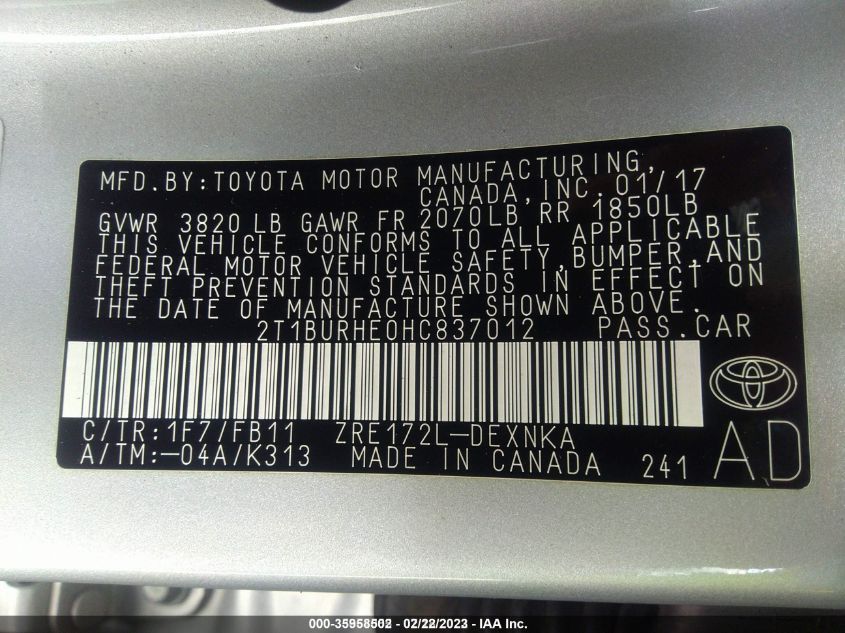 MFD.BY:TOYOTA MOTOR MANUFACTURING,
CANADA,INC. 01/17
GVWR 3820 LB GAWR FR 2070LB RR 1850LB
THIS VEHICLE CONFORMS TO ALL APPLICABLE
FEDERAL MOTOR VEHICLE SAFETY,BUMPER,AND
THEFT PREVENTION STANDARDS IN EFFECT ON
THE DATE OF MANUFACTURE SHOWN ABOVE.
2T1BURHE0HC837012 PASS.CAR
C/TR:1F7/FB11 ZRE172L-DEXNKA
A/TM:-04A/K313 MADE IN CANADA 241 AD
000-35958502 - 02/22/2023 - IAA Inc.